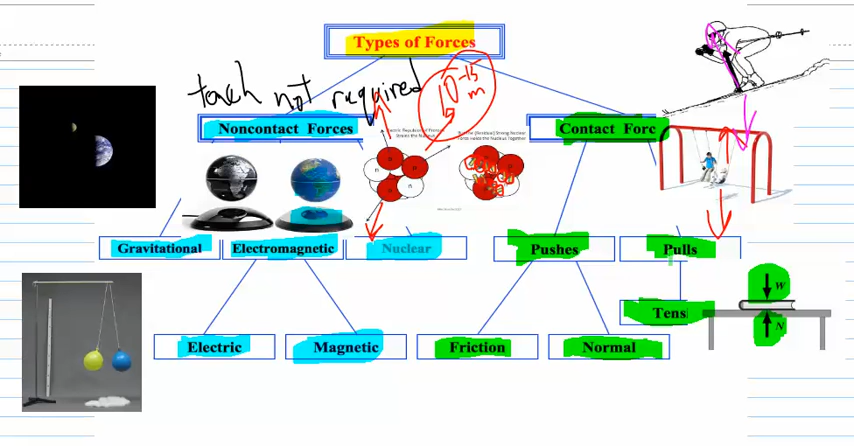 Types of Forces
touch not required
10⁻¹⁵
m
Noncontact Forces
Contact Forc
n
n
Gravitational
Electromagnetic
Nuclear
Pushes
Pulls
W
N
Tens
Electric
Magnetic
Friction
Normal